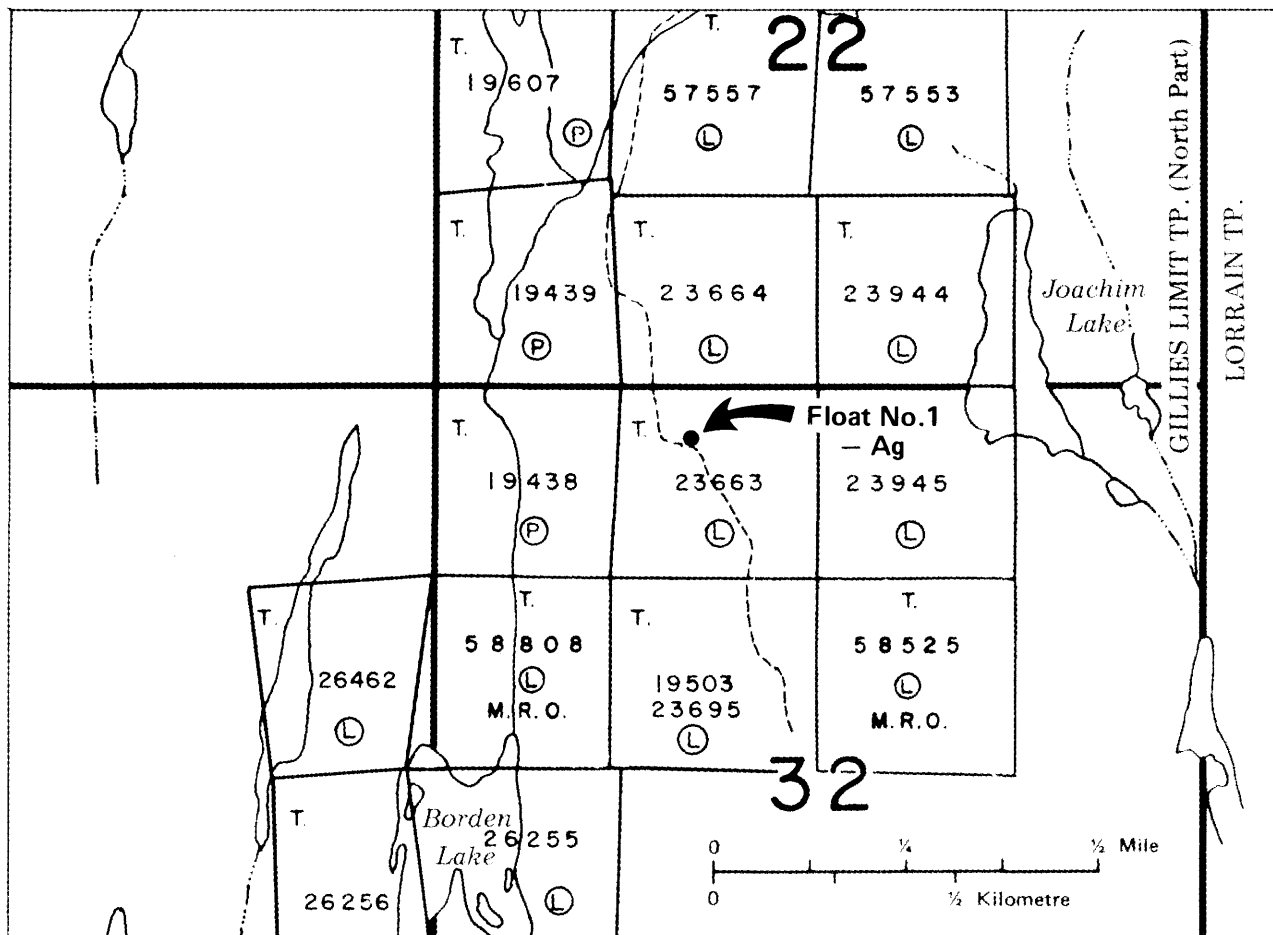 22
T.
19607
P
T.
57557
L
57553
L
GILLIES LIMIT TP. (North Part)
LORRAIN TP.
T.
19439
P
T.
23664
L
T.
23944
L
Joachim
Lake
Float No.1
— Ag
T.
19438
P
T.
23663
L
23945
L
T.
26462
L
T.
58808
L
M.R.O.
T.
19503
23695
L
T.
58525
L
M.R.O.
32
T.
26256
Borden
Lake
26255
L
0 ¼ ½ Mile
0 ½ Kilometre